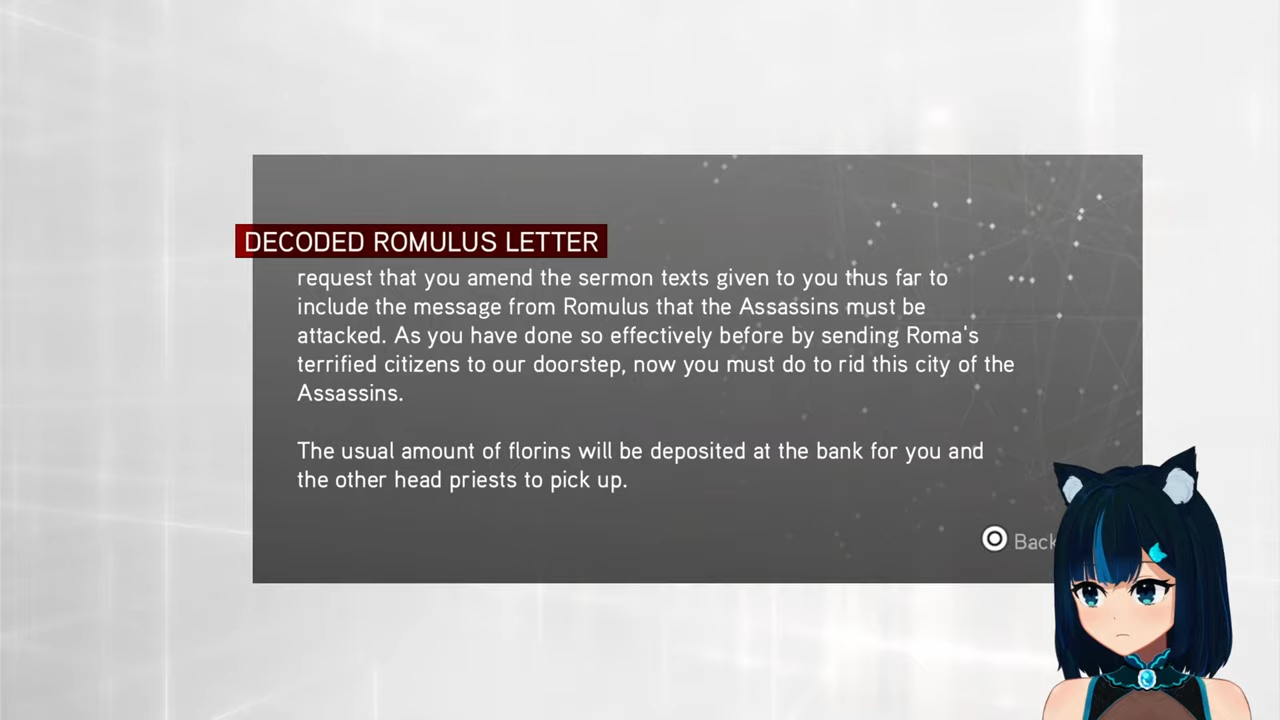 DECODED ROMULUS LETTER
request that you amend the sermon texts given to you thus far to
include the message from Romulus that the Assassins must be
attacked. As you have done so effectively before by sending Roma's
terrified citizens to our doorstep, now you must do to rid this city of the
Assassins.
The usual amount of florins will be deposited at the bank for you and
the other head priests to pick up.
Back